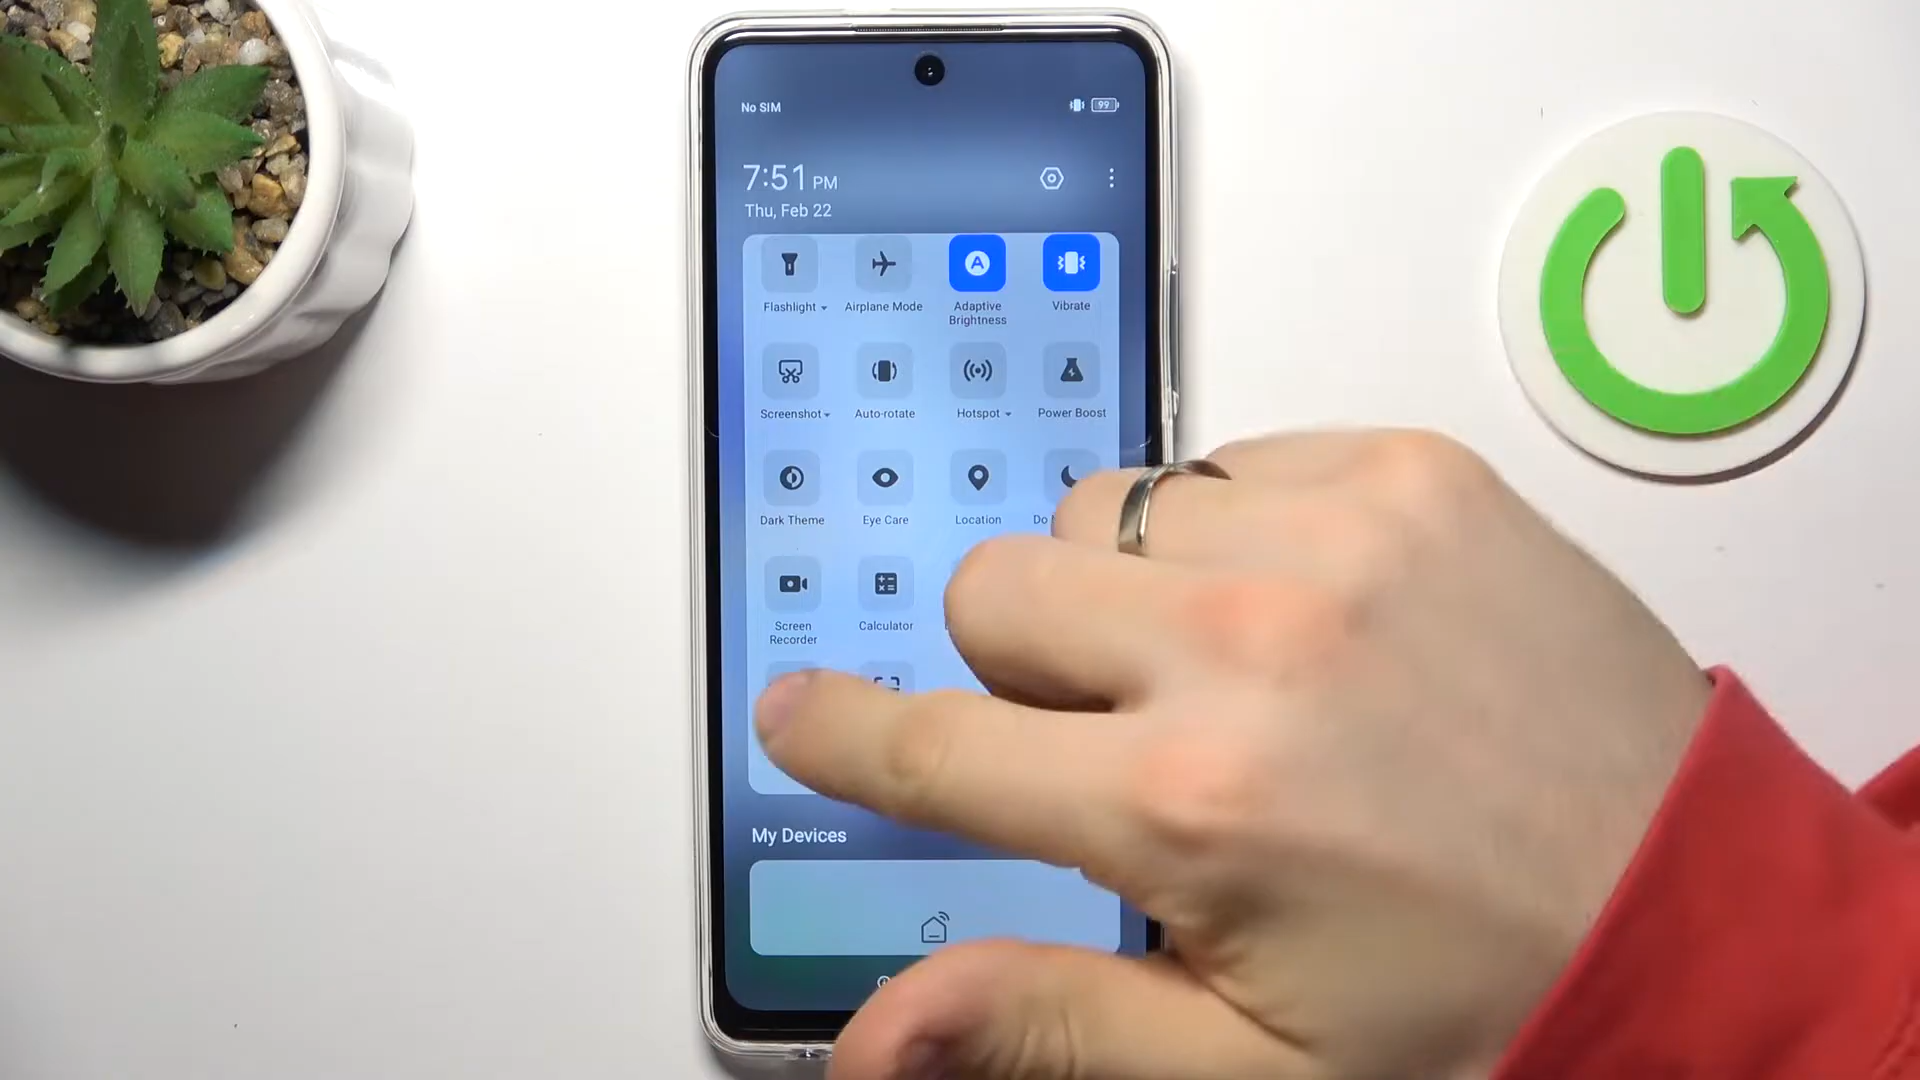 No SIM
99
7:51 PM
Thu, Feb 22
Flashlight
Airplane Mode
Adaptive
Brightness
Vibrate
Screenshot
Auto-rotate
Hotspot
Power Boost
Dark Theme
Eye Care
Location
Do
Screen
Recorder
Calculator
My Devices